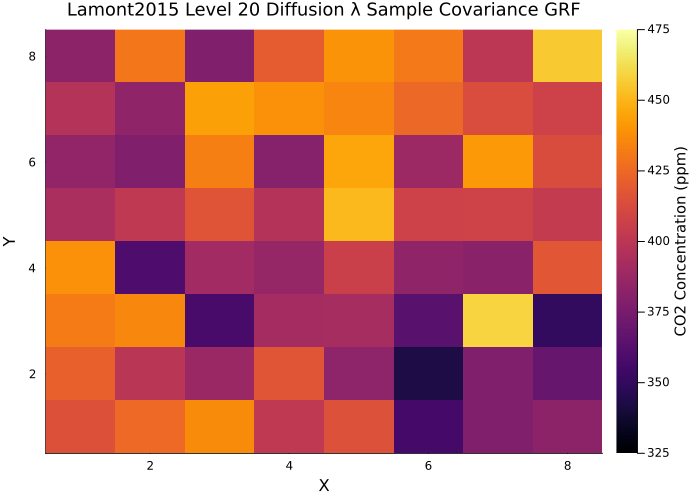 Lamont2015 Level 20 Diffusion λ Sample Covariance GRF
8
6
4
2
Y
2 4 6 8
X
475
450
425
400
375
350
325
CO2 Concentration (ppm)